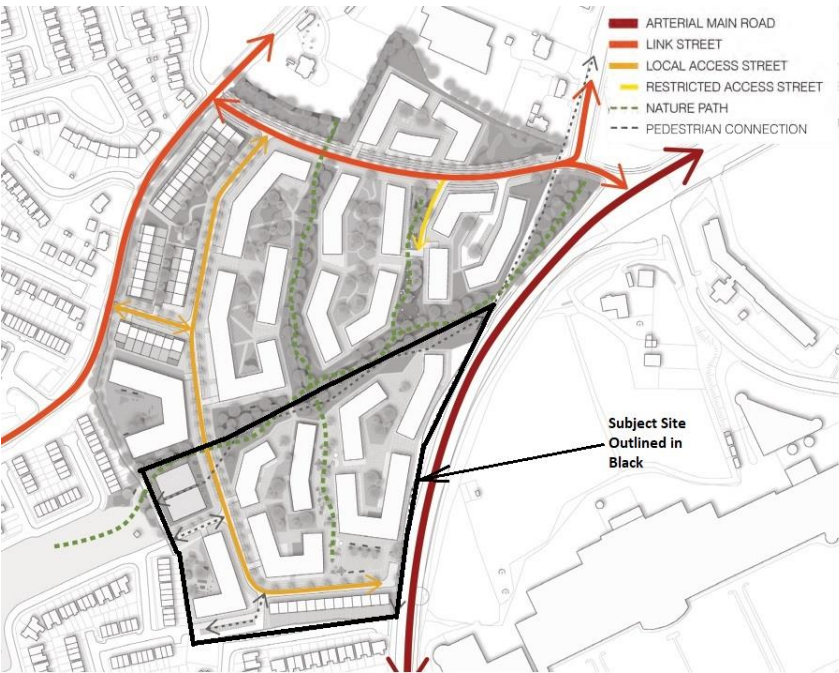 ARTERIAL MAIN ROAD
LINK STREET
LOCAL ACCESS STREET
RESTRICTED ACCESS STREET
NATURE PATH
PEDESTRIAN CONNECTION
Subject Site
Outlined in
Black